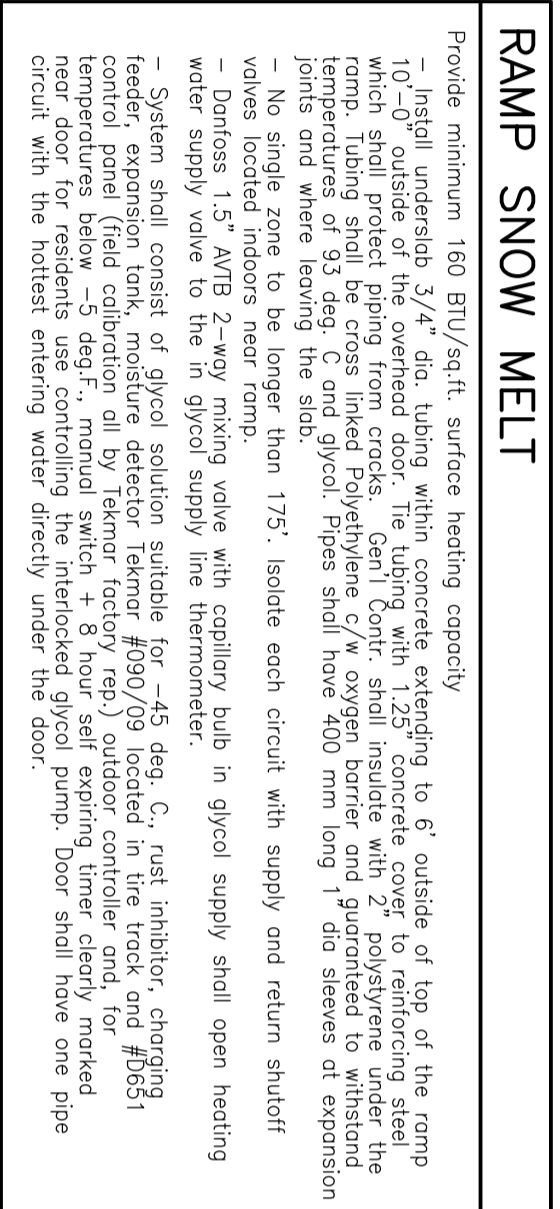 RAMP SNOW MELT
Provide minimum 160 BTU/sq.ft. surface heating capacity
– Install underslab 3/4" dia. tubing within concrete extending to 6' outside of top of the ramp
10'–0" outside of the overhead door. Tie tubing with 1.25" concrete cover to reinforcing steel
which shall protect piping from cracks. Gen'l Contr. shall insulate with 2" polystyrene under the
ramp. Tubing shall be cross linked Polyethylene c/w oxygen barrier and guaranteed to withstand
temperatures of 93 deg. C and glycol. Pipes shall have 400 mm long 1" dia sleeves at expansion
joints and where leaving the slab.
– No single zone to be longer than 175'. Isolate each circuit with supply and return shutoff
valves located indoors near ramp.
– Danfoss 1.5" AVTB 2–way mixing valve with capillary bulb in glycol supply shall open heating
water supply valve to the in glycol supply line thermometer.
– System shall consist of glycol solution suitable for –45 deg. C., rust inhibitor, charging
feeder, expansion tank, moisture detector Tekmar #090/09 located in tire track and #D651
control panel (field calibration all by Tekmar factory rep.) outdoor controller and, for
temperatures below –5 deg.F., manual switch + 8 hour self expiring timer clearly marked
near door for residents use controlling the interlocked glycol pump. Door shall have one pipe
circuit with the hottest entering water directly under the door.